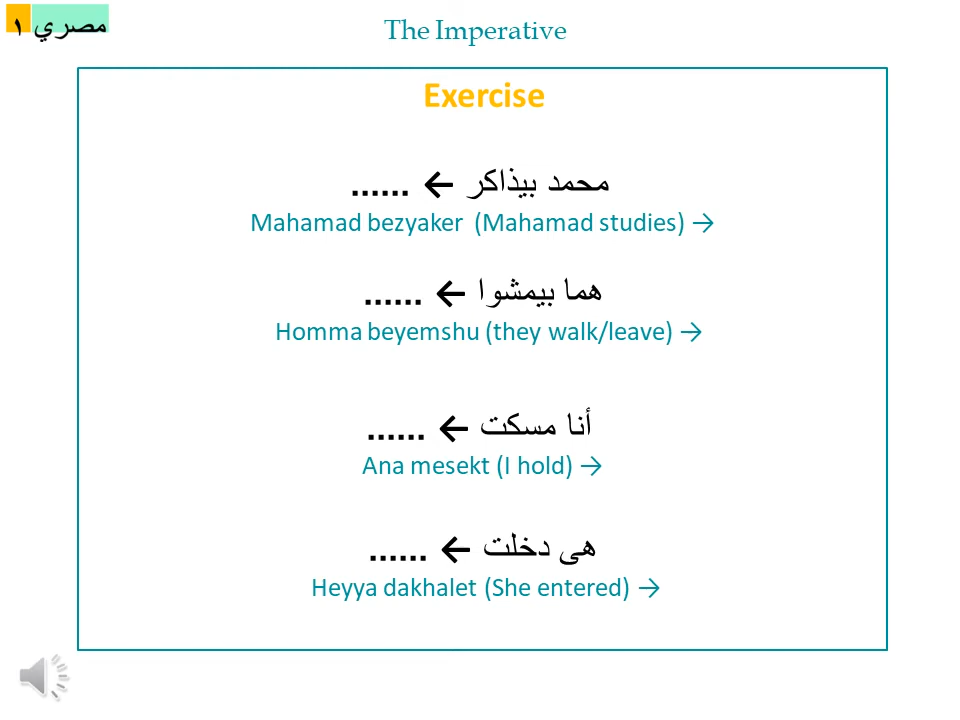 مصري ١
The Imperative
Exercise
محمد بيذاكر ← ......
Mahamad bezyaker (Mahamad studies) →
هما بيمشوا ← ......
Homma beyemshu (they walk/leave) →
أنا مسكت ← ......
Ana mesekt (I hold) →
هى دخلت ← ......
Heyya dakhalet (She entered) →